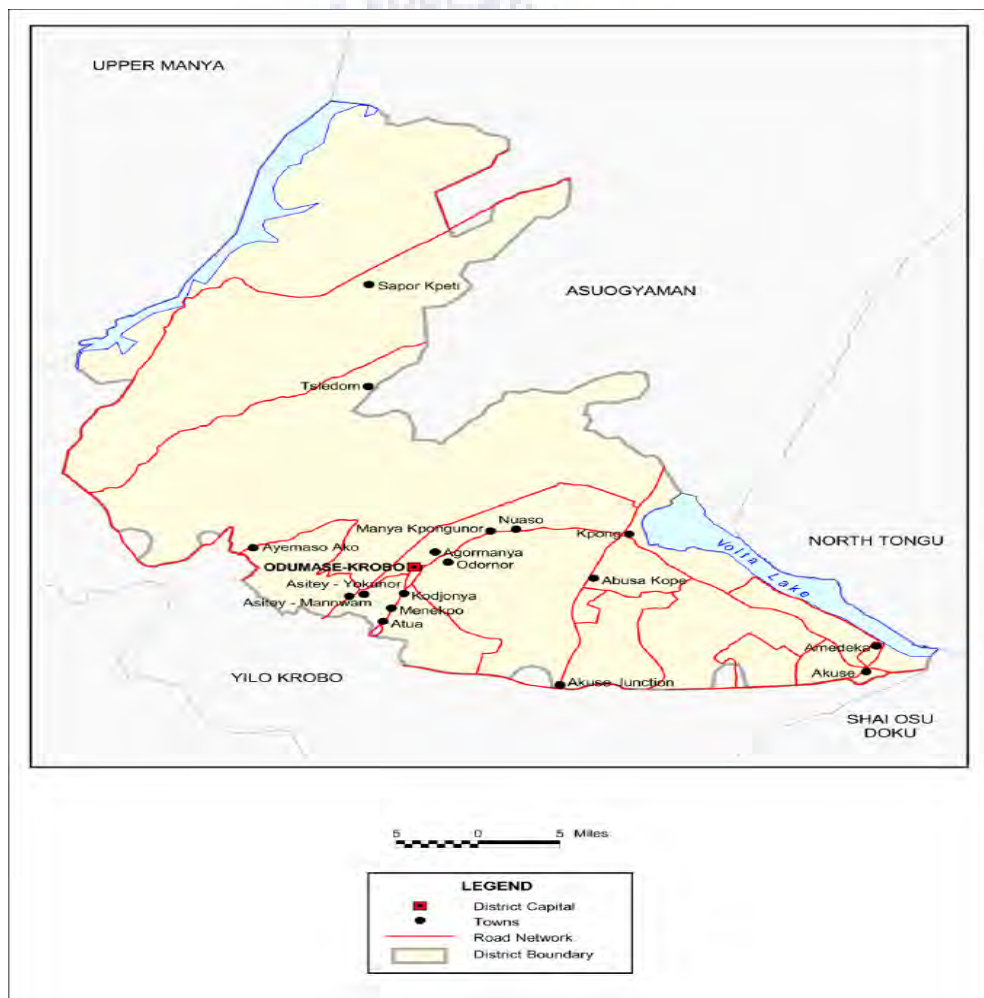 UPPER MANYA
Sapor Kpeti
ASUOGYAMAN
Tsledom
Manya Kpongunor
Nuaso
Kpong
NORTH TONGU
Volta Lake
Ayemaso Ako
Agormanya
ODUMASE-KROBO
Odornor
Asitey - Yokunor
Kodjonya
Abusa Kope
Asitey - Mannwam
Menekpo
Atua
Amedeka
YILO KROBO
Akuse Junction
Akuse
SHAI OSU
DOKU
5 0 5 Miles
LEGEND
District Capital
Towns
Road Network
District Boundary